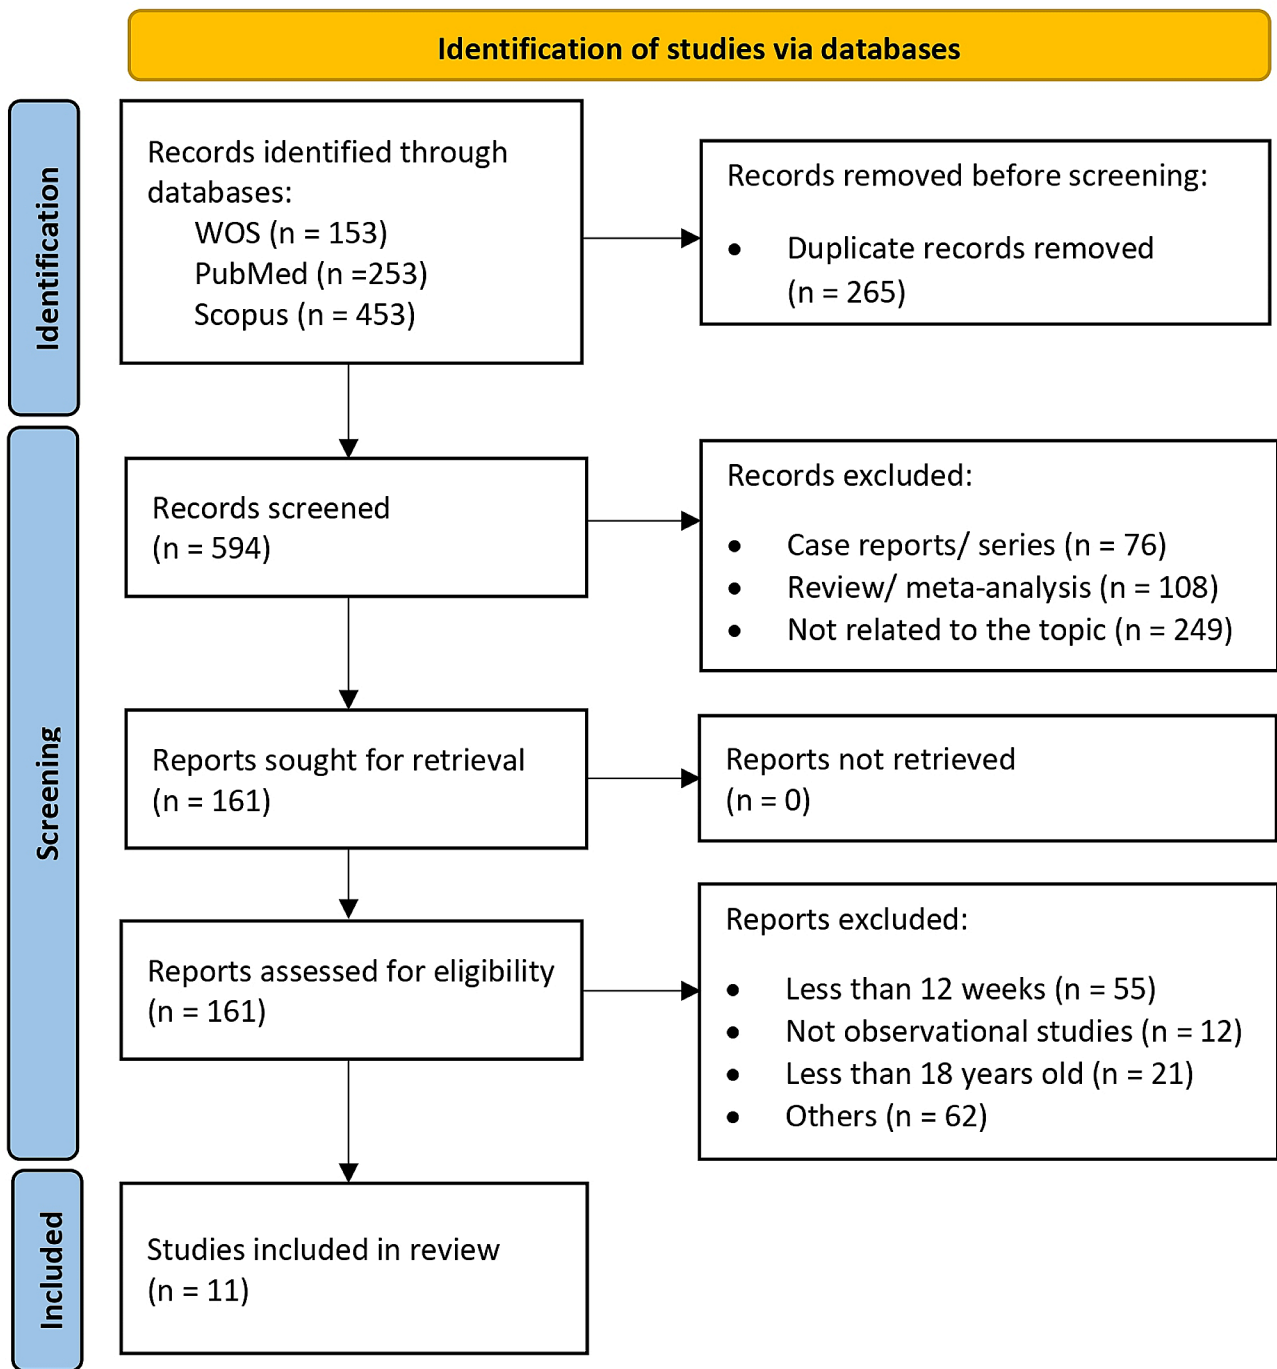 Identification of studies via databases
Identification
Records identified through
databases:
WOS (n = 153)
PubMed (n =253)
Scopus (n = 453)
Records removed before screening:
• Duplicate records removed
(n = 265)
Screening
Records screened
(n = 594)
Records excluded:
• Case reports/ series (n = 76)
• Review/ meta-analysis (n = 108)
• Not related to the topic (n = 249)
Reports sought for retrieval
(n = 161)
Reports not retrieved
(n = 0)
Reports assessed for eligibility
(n = 161)
Reports excluded:
• Less than 12 weeks (n = 55)
• Not observational studies (n = 12)
• Less than 18 years old (n = 21)
• Others (n = 62)
Included
Studies included in review
(n = 11)